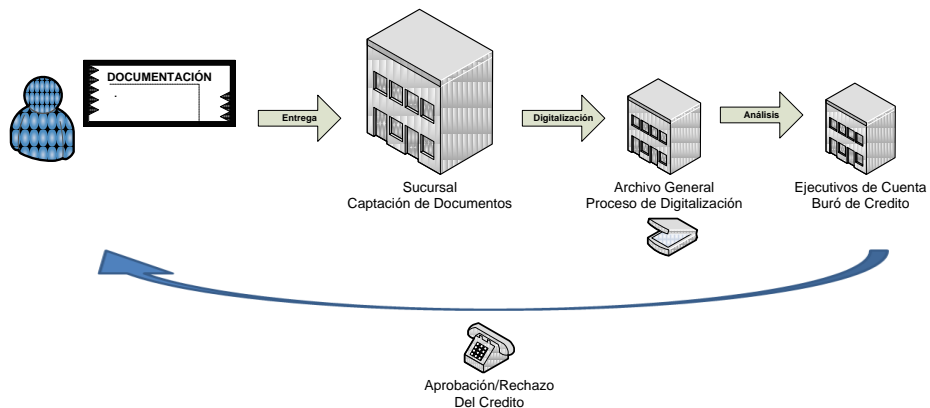 DOCUMENTACIÓN
.
Entrega
Sucursal
Captación de Documentos
Digitalización
Archivo General
Proceso de Digitalización
Análisis
Ejecutivos de Cuenta
Buró de Credito
Aprobación/Rechazo
Del Credito